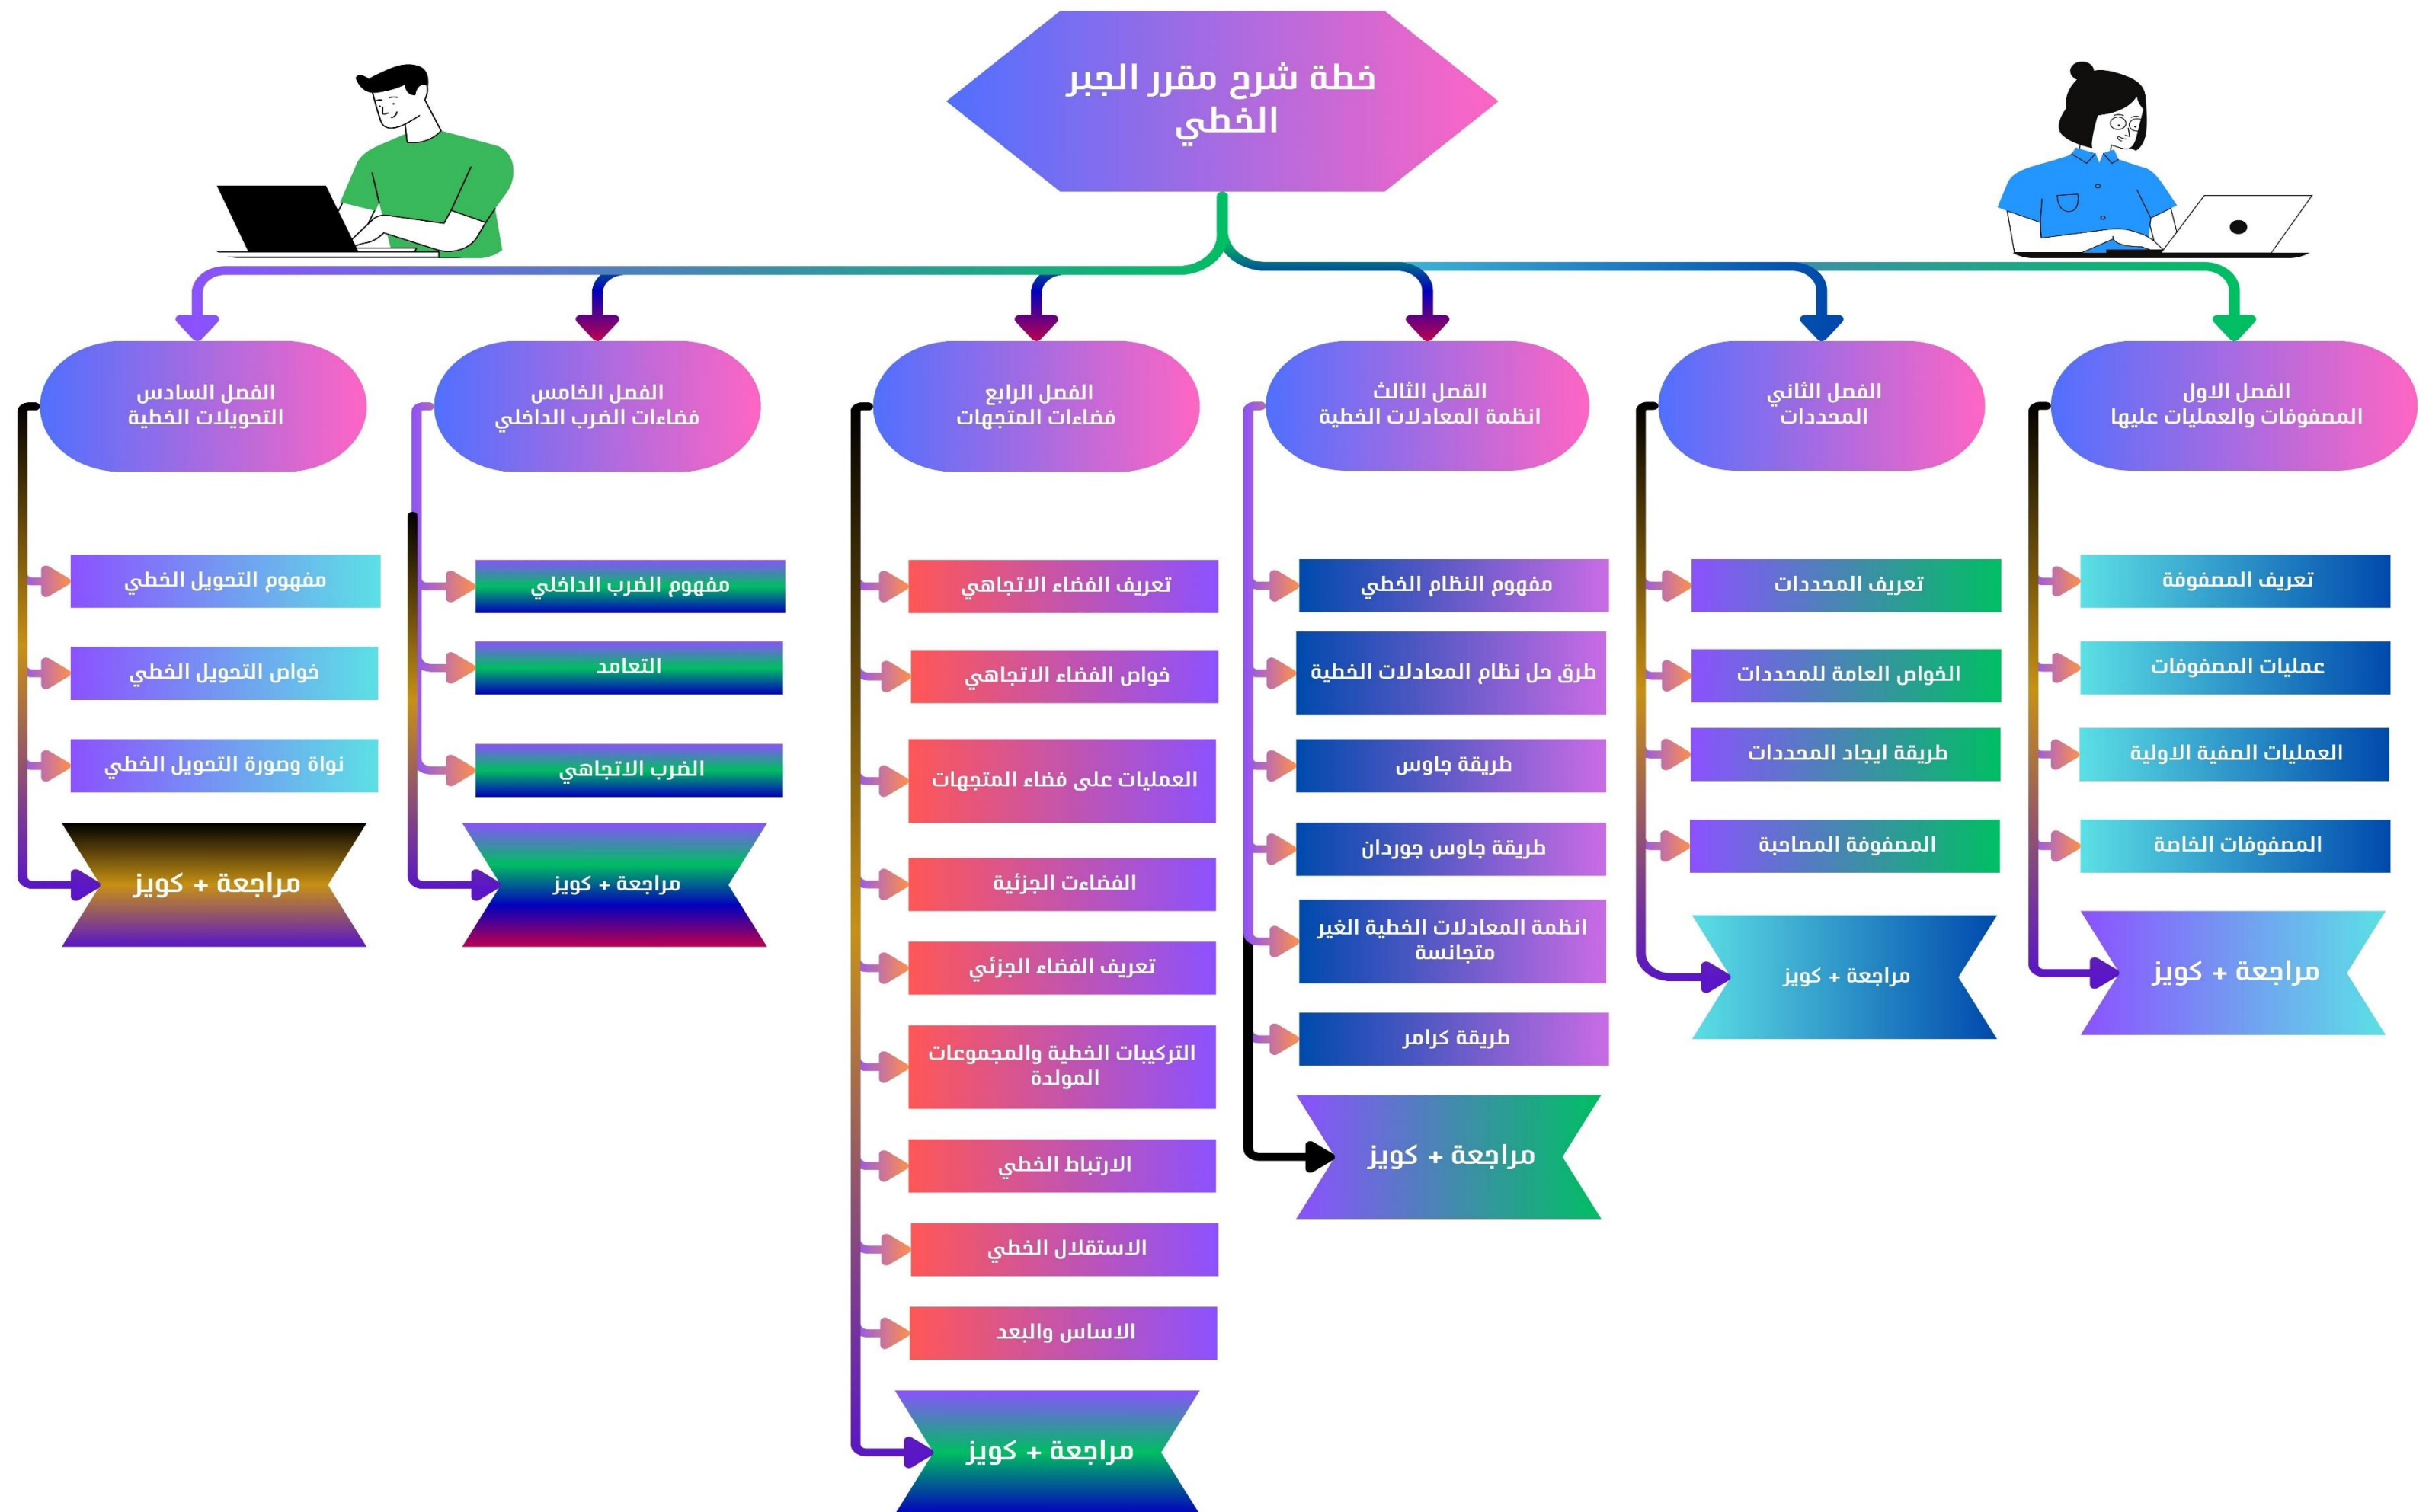 خطة شرح مقرر الجبر
الخطي
الفصل الاول
المصفوفات والعمليات عليها
تعريف المصفوفة
عمليات المصفوفات
العمليات الصفية الاولية
المصفوفات الخاصة
مراجعة + كويز
الفصل الثاني
المحددات
تعريف المحددات
الخواص العامة للمحددات
طريقة ايجاد المحددات
المصفوفة المصاحبة
مراجعة + كويز
القصل الثالث
انظمة المعادلات الخطية
مفهوم النظام الخطي
طرق حل نظام المعادلات الخطية
طريقة جاوس
طريقة جاوس جوردان
انظمة المعادلات الخطية الغير
متجانسة
طريقة كرامر
مراجعة + كويز
الفصل الرابع
فضاءات المتجهات
تعريف الفضاء الاتجاهي
خواص الفضاء الاتجاهي
العمليات على فضاء المتجهات
الفضاءت الجزئية
تعريف الفضاء الجزئي
التركيبات الخطية والمجموعات
المولدة
الارتباط الخطي
الاستقلال الخطي
الاساس والبعد
مراجعة + كويز
الفصل الخامس
فضاءات الضرب الداخلي
مفهوم الضرب الداخلي
التعامد
الضرب الاتجاهي
مراجعة + كويز
الفصل السادس
التحويلات الخطية
مفهوم التحويل الخطي
خواص التحويل الخطي
نواة وصورة التحويل الخطي
مراجعة + كويز